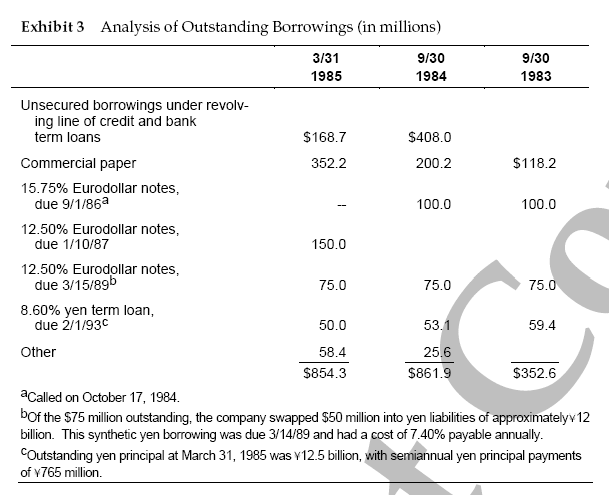 Exhibit 3 Analysis of Outstanding Borrowings (in millions)
3/31 9/30 9/30
1985 1984 1983
Unsecured borrowings under revolv-
ing line of credit and bank
term loans $168.7 $408.0
Commercial paper 352.2 200.2 $118.2
15.75% Eurodollar notes,
due 9/1/86a -- 100.0 100.0
12.50% Eurodollar notes,
due 1/10/87 150.0
12.50% Eurodollar notes,
due 3/15/89b 75.0 75.0 75.0
8.60% yen term loan,
due 2/1/93c 50.0 53.1 59.4
Other 58.4 25.6
$854.3 $861.9 $352.6
aCalled on October 17, 1984.
bOf the $75 million outstanding, the company swapped $50 million into yen liabilities of approximately¥12
billion. This synthetic yen borrowing was due 3/14/89 and had a cost of 7.40% payable annually.
cOutstanding yen principal at March 31, 1985 was ¥12.5 billion, with semiannual yen principal payments
of ¥765 million.